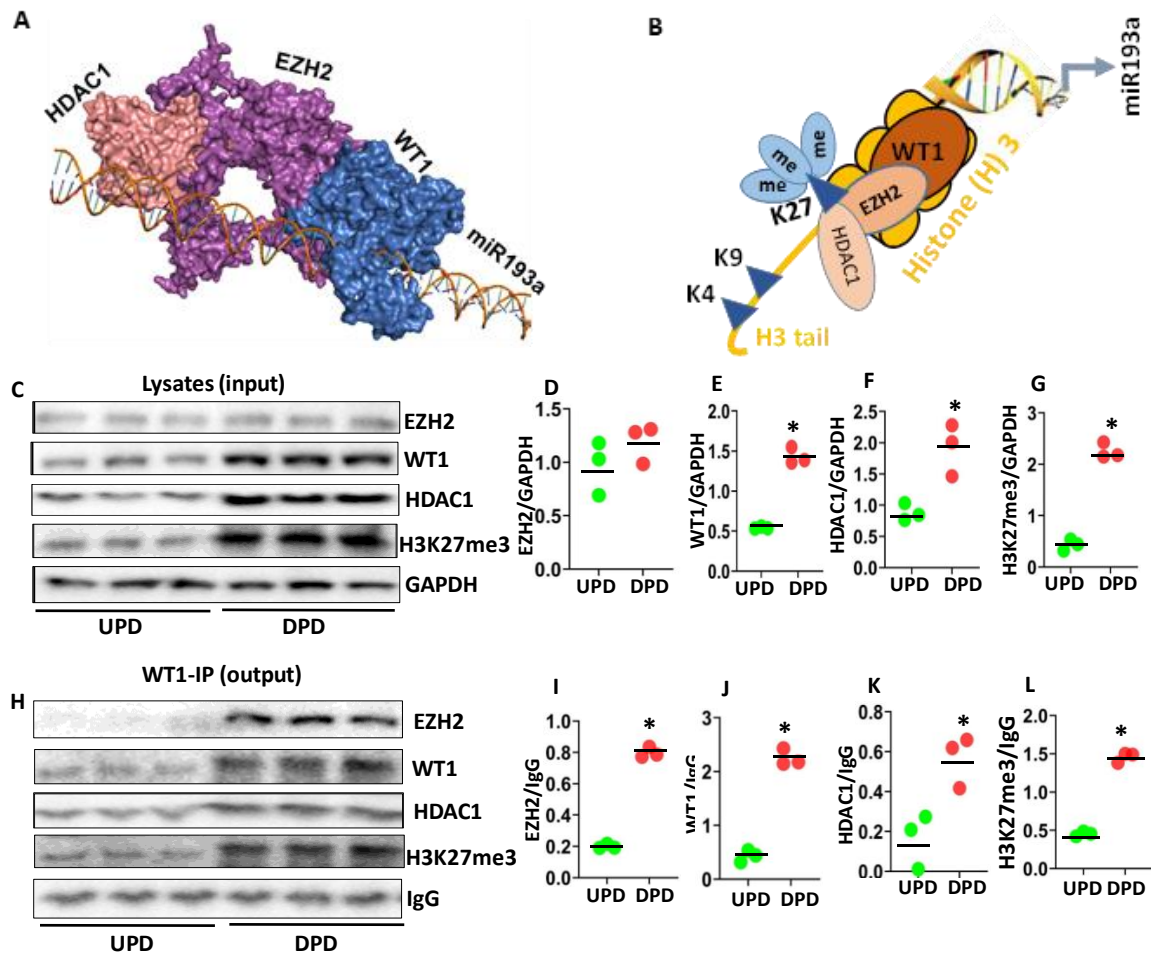 A
HDAC1
EZH2
WT1
miR193a
B
miR193a
WT1
EZH2
HDAC1
me
me
me
K27
K9
K4
H3 tail
Histone (H) 3
C
Lysates (input)
EZH2
WT1
HDAC1
H3K27me3
GAPDH
UPD
DPD
D
EZH2/GAPDH
1.5
1.0
0.5
0.0
UPD DPD
E
WT1/GAPDH
2.0
1.5
1.0
0.5
0.0
*
UPD DPD
F
HDAC1/GAPDH
2.5
2.0
1.5
1.0
0.5
0.0
*
UPD DPD
G
H3K27me3/GAPDH
3
2
1
0
*
UPD DPD
H
WT1-IP (output)
EZH2
WT1
HDAC1
H3K27me3
IgG
UPD
DPD
I
EZH2/IgG
1.0
0.8
0.6
0.4
0.2
0.0
*
UPD DPD
J
WT1/IgG
3
2
1
0
*
UPD DPD
K
HDAC1/IgG
0.8
0.6
0.4
0.2
0.0
*
UPD DPD
L
H3K27me3/IgG
1.5
2.0
1.0
0.5
0.0
*
UPD DPD